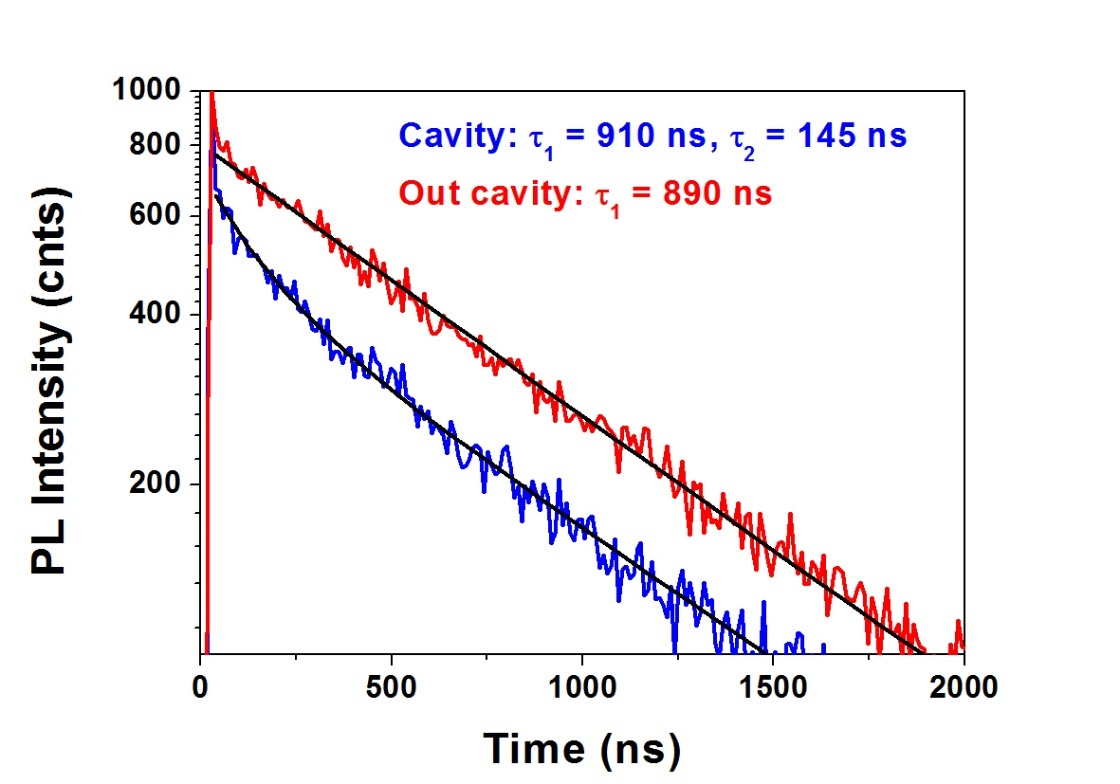 1000
800
600
400
200
PL Intensity (cnts)
Cavity: τ₁ = 910 ns, τ₂ = 145 ns
Out cavity: τ₁ = 890 ns
0 500 1000 1500 2000
Time (ns)